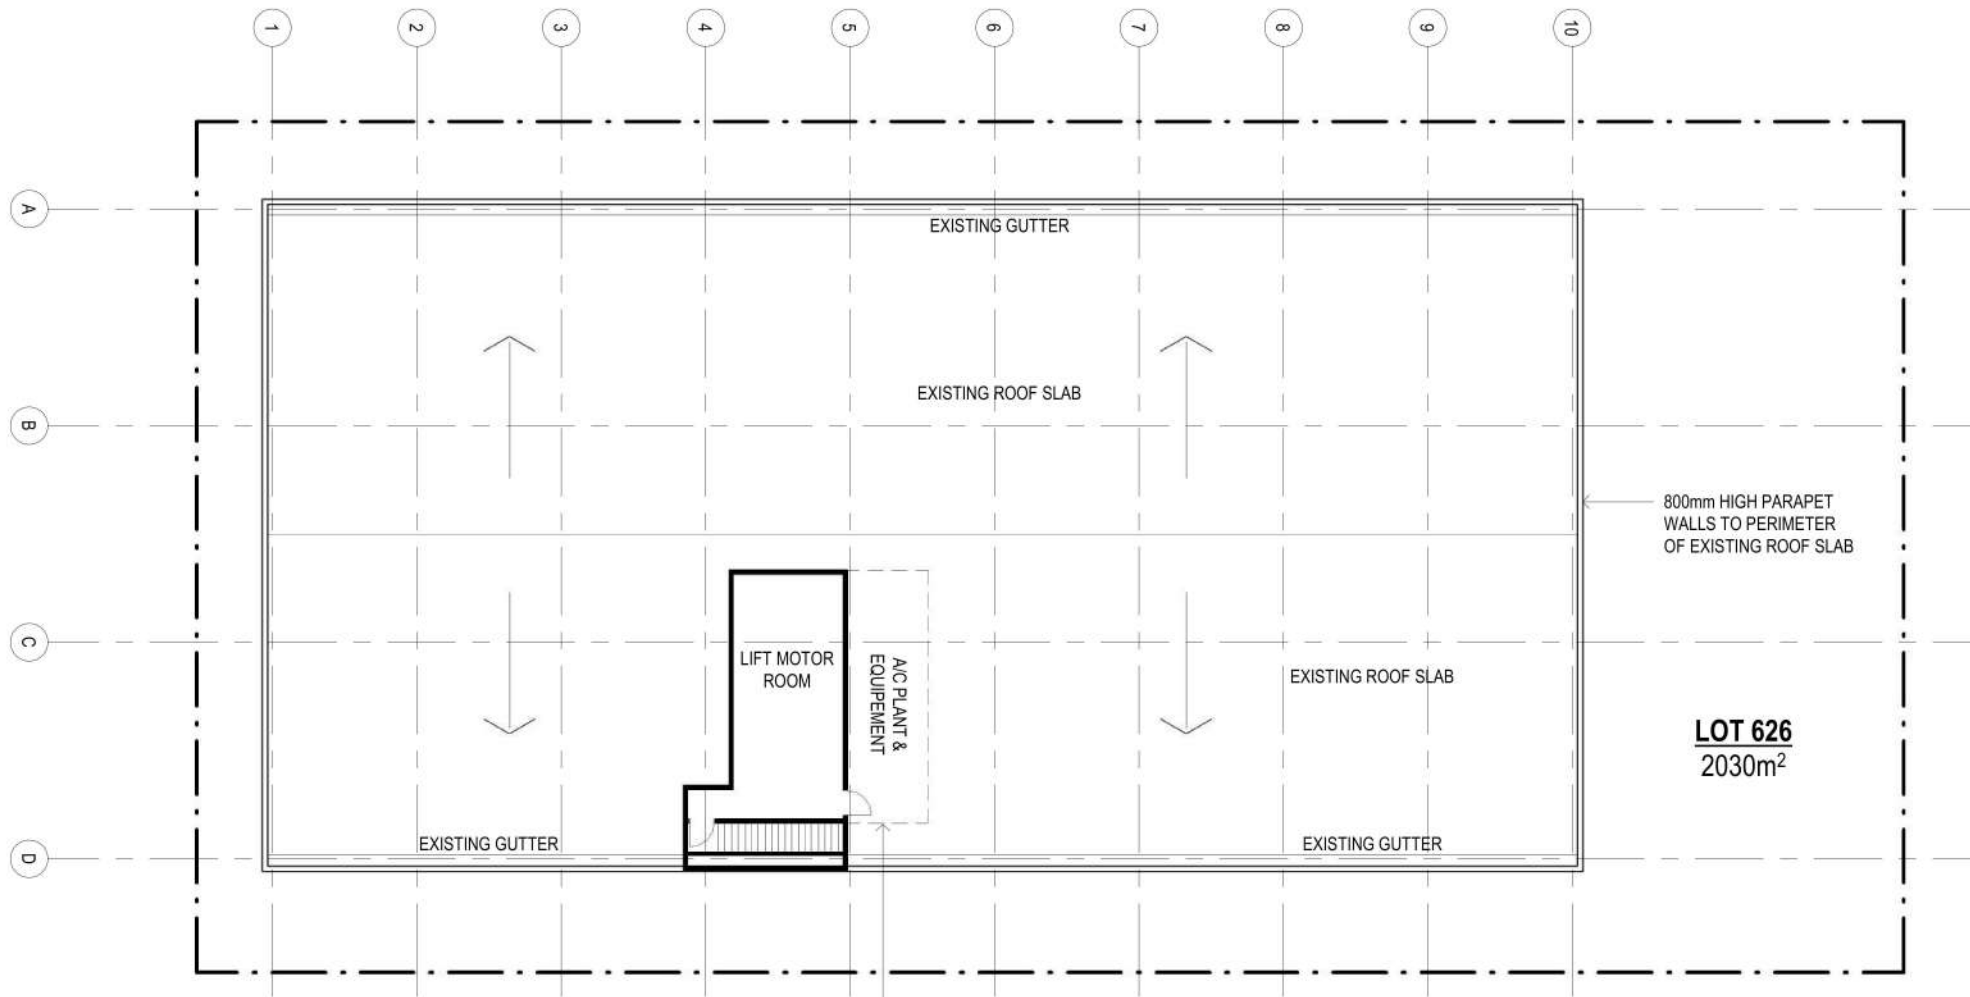 1
2
3
4
5
6
7
8
9
10
A
B
C
D
EXISTING GUTTER
EXISTING ROOF SLAB
800mm HIGH PARAPET
WALLS TO PERIMETER
OF EXISTING ROOF SLAB
LIFT MOTOR
ROOM
A/C PLANT &
EQUIPEMENT
EXISTING ROOF SLAB
LOT 626
2030m²
EXISTING GUTTER
EXISTING GUTTER